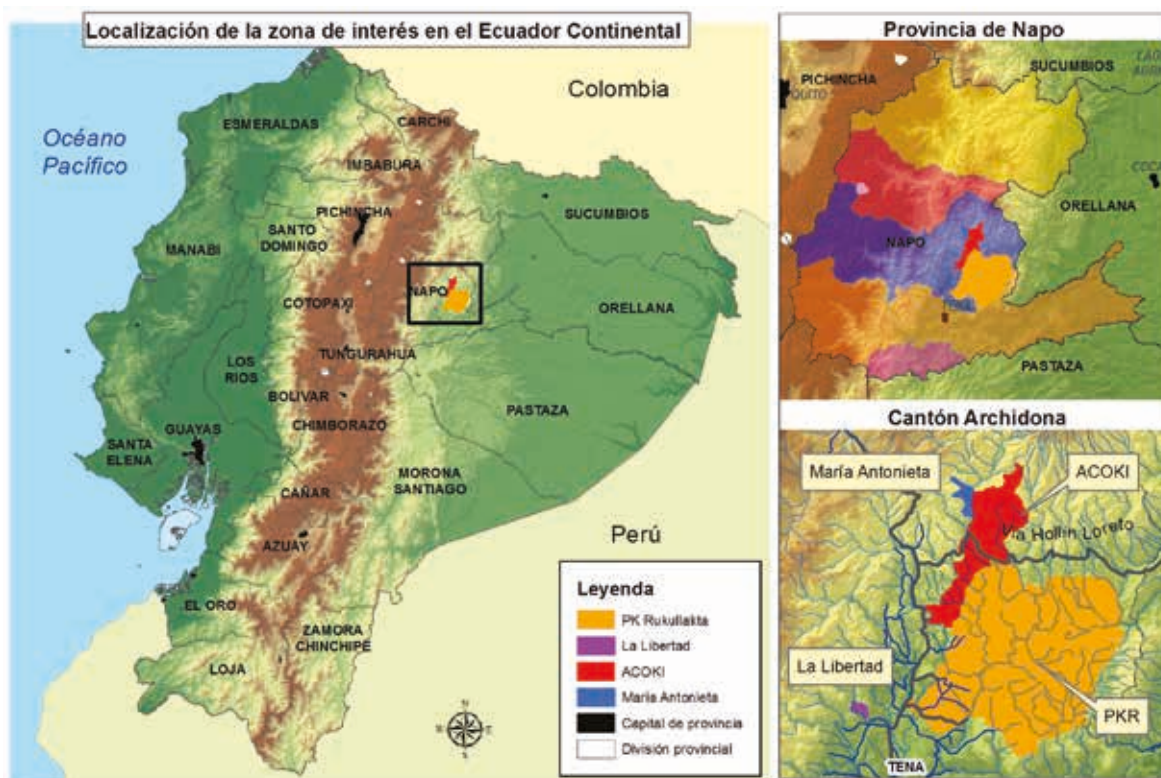 Localización de la zona de interés en el Ecuador Continental
Colombia
Océano
Pacífico
ESMERALDAS
CARCHI
IMBABURA
PICHINCHA
SANTO
DOMINGO
SUCUMBIOS
MANABI
NAPO
COTOPAXI
ORELLANA
LOS
RIOS
TUNGURAHUA
BOLIVAR
PASTAZA
CHIMBORAZO
GUAYAS
SANTA
ELENA
MORONA
SANTIAGO
CAÑAR
AZUAY
Perú
EL ORO
ZAMORA
CHINCHIPE
LOJA
N
E
S
Leyenda
PK Rukullakta
La Libertad
ACOKI
María Antonieta
Capital de provincia
División provincial
Provincia de Napo
SUCUMBIOS
PICHINCHA
QUITO
ORELLANA
NAPO
TENA
PASTAZA
Cantón Archidona
María Antonieta
ACOKI
Vía Hollín Loreto
La Libertad
PKR
TENA